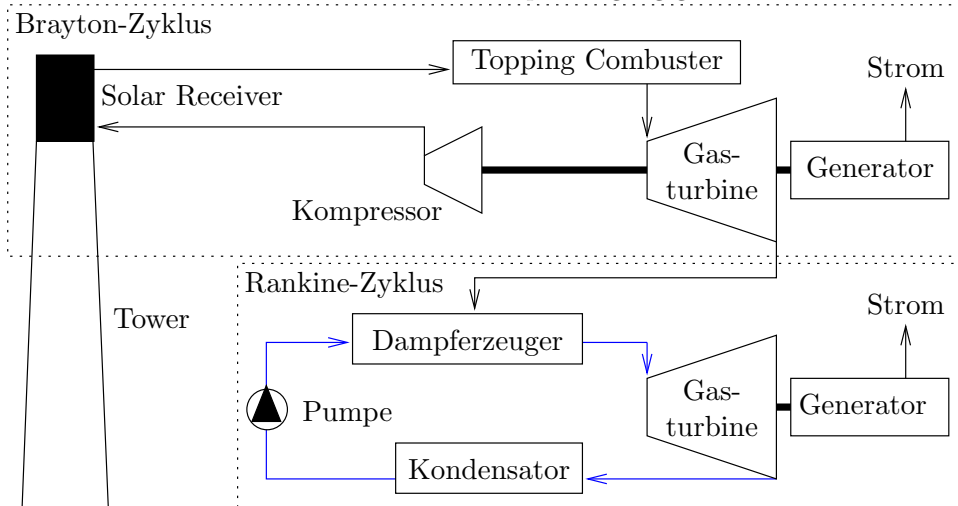 Brayton-Zyklus
Topping Combuster
Strom
Solar Receiver
Gas-
turbine
Generator
Kompressor
Rankine-Zyklus
Strom
Tower
Dampferzeuger
Gas-
turbine
Generator
Pumpe
Kondensator